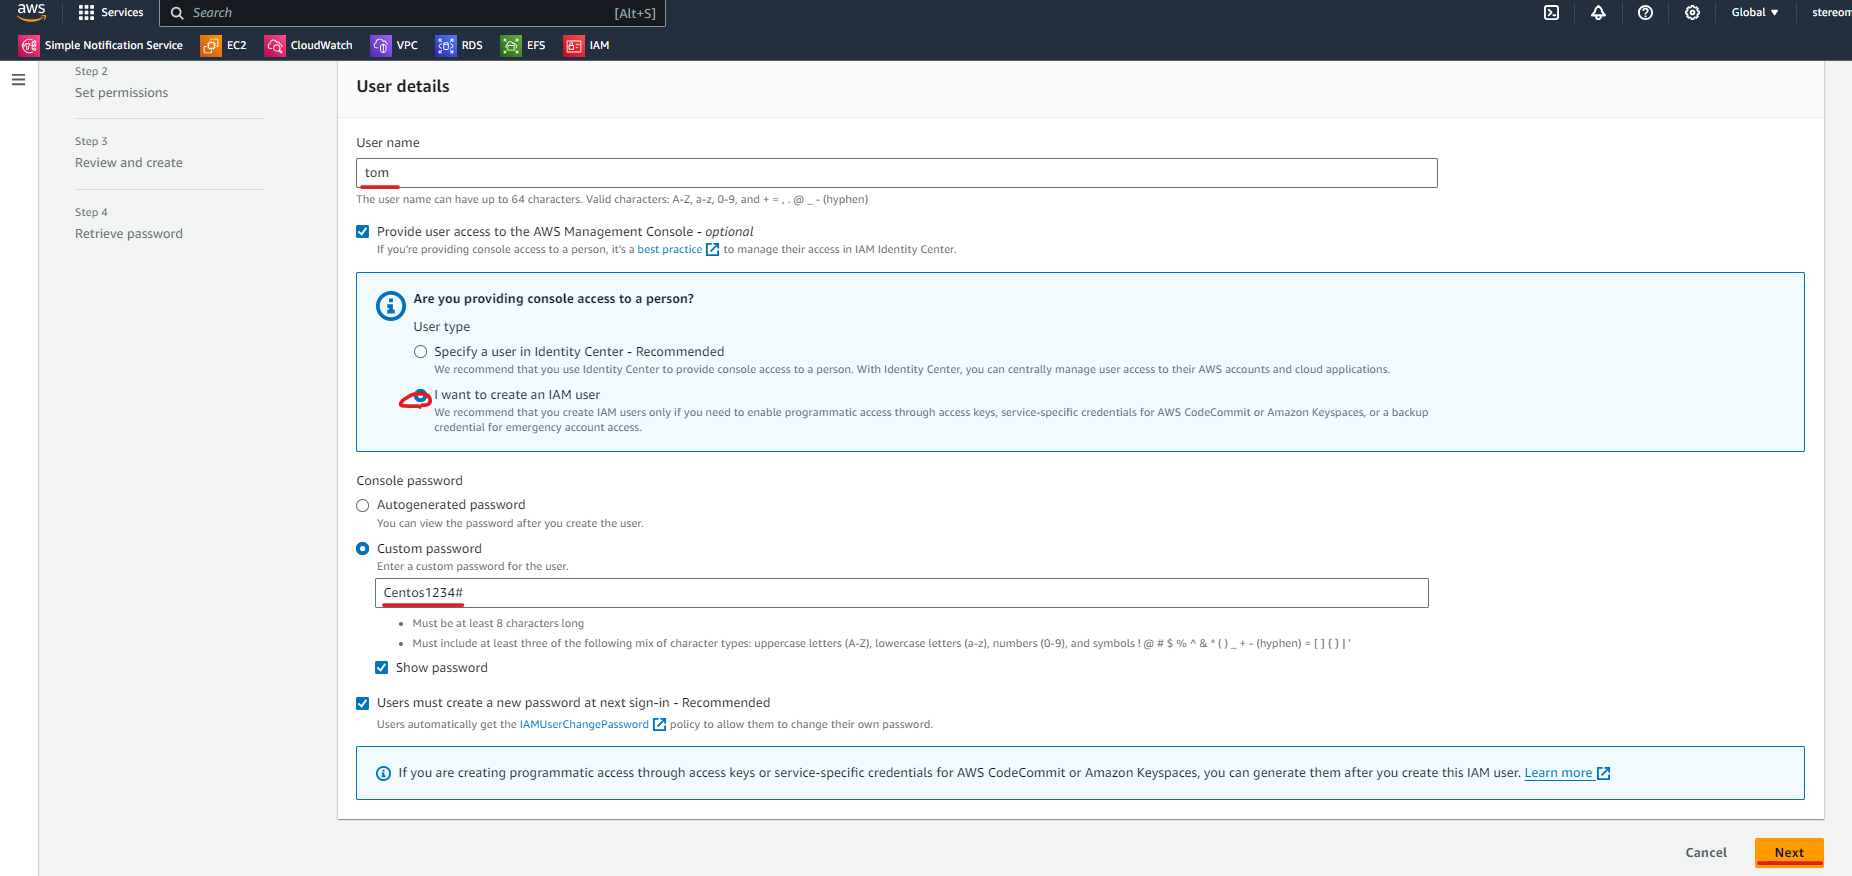 aws
Services
Search
[Alt+S]
Global
stereom
Simple Notification Service
EC2
CloudWatch
VPC
RDS
EFS
IAM
Step 2
Set permissions
Step 3
Review and create
Step 4
Retrieve password
User details
User name
tom
The user name can have up to 64 characters. Valid characters: A-Z, a-z, 0-9, and + = , . @ _ - (hyphen)
Provide user access to the AWS Management Console - optional
If you're providing console access to a person, it's a best practice to manage their access in IAM Identity Center.
Are you providing console access to a person?
User type
Specify a user in Identity Center - Recommended
We recommend that you use Identity Center to provide console access to a person. With Identity Center, you can centrally manage user access to their AWS accounts and cloud applications.
I want to create an IAM user
We recommend that you create IAM users only if you need to enable programmatic access through access keys, service-specific credentials for AWS CodeCommit or Amazon Keyspaces, or a backup
credential for emergency account access.
Console password
Autogenerated password
You can view the password after you create the user.
Custom password
Enter a custom password for the user.
Centos1234#
• Must be at least 8 characters long
• Must include at least three of the following mix of character types: uppercase letters (A-Z), lowercase letters (a-z), numbers (0-9), and symbols ! @ # $ % ^ & * ( ) _ + - (hyphen) = [ ] { } | '
Show password
Users must create a new password at next sign-in - Recommended
Users automatically get the IAMUserChangePassword policy to allow them to change their own password.
If you are creating programmatic access through access keys or service-specific credentials for AWS CodeCommit or Amazon Keyspaces, you can generate them after you create this IAM user. Learn more
Cancel
Next